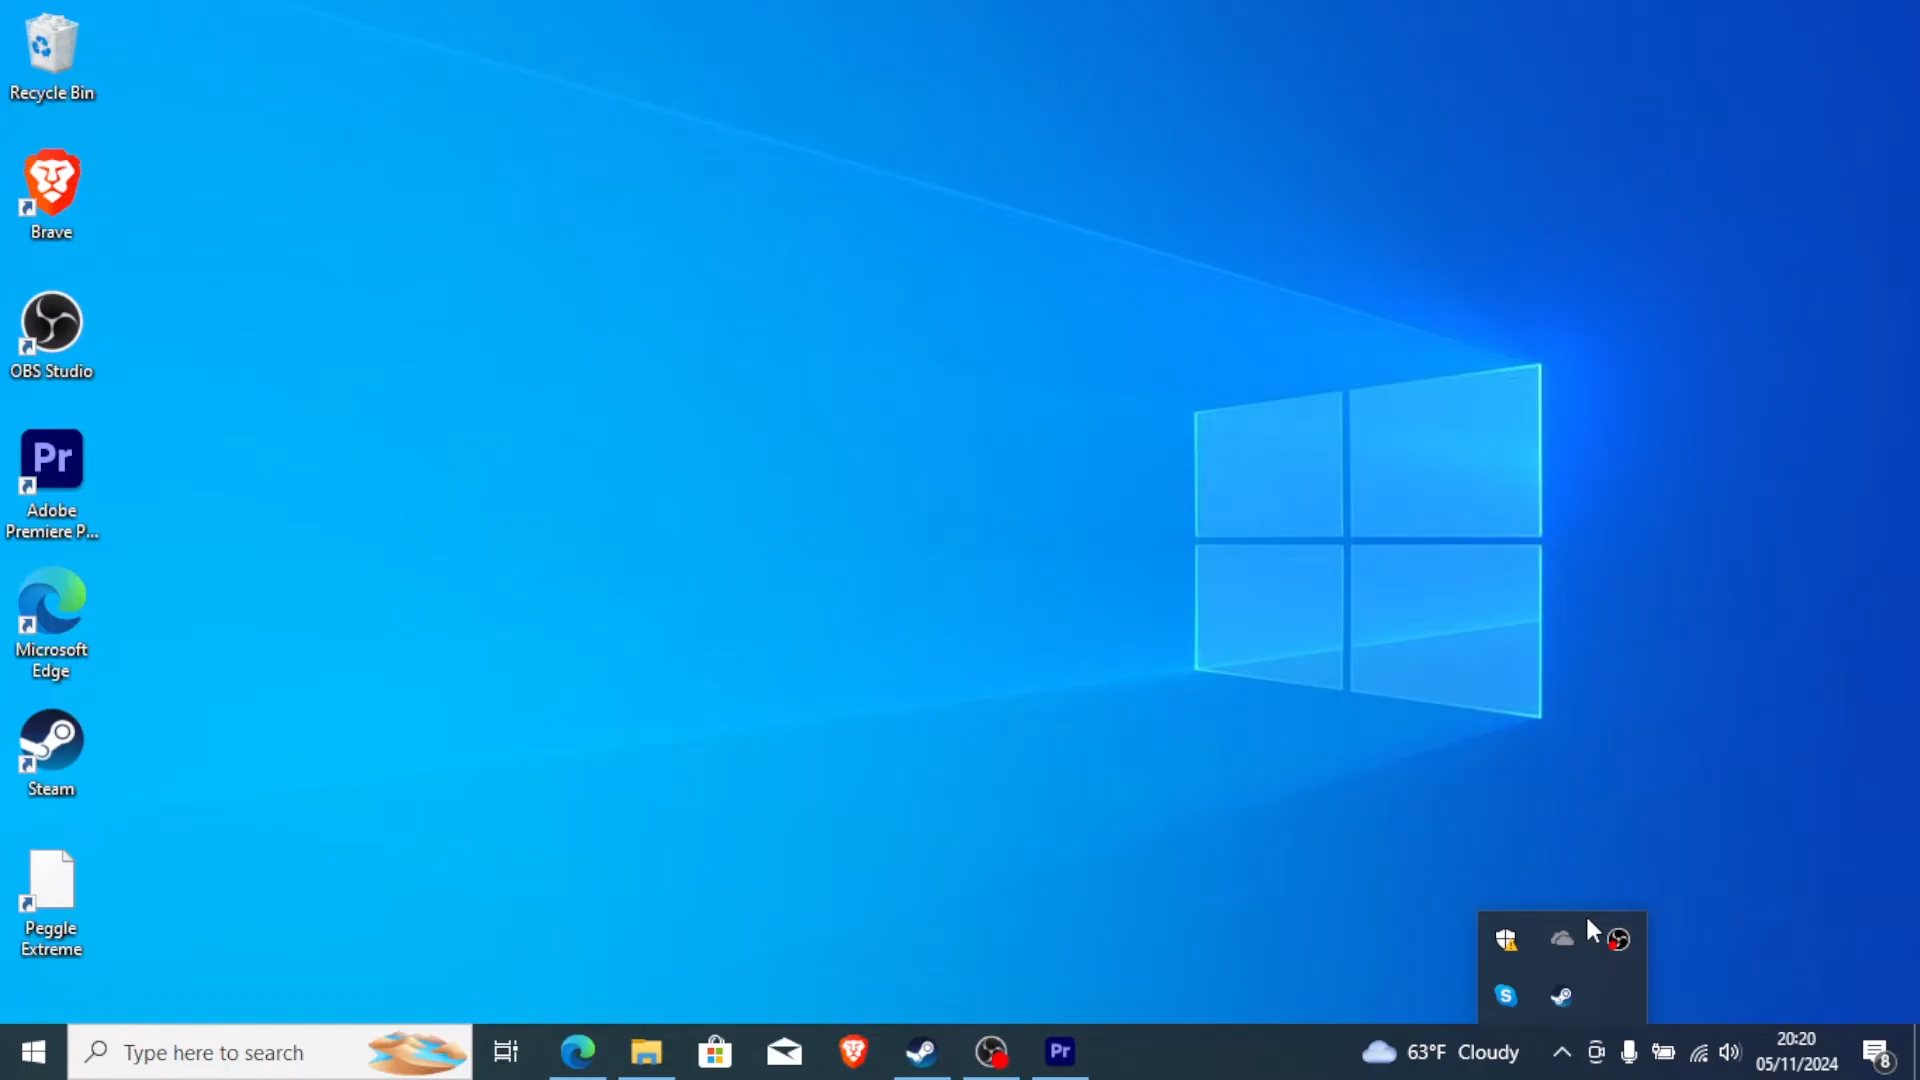 Recycle Bin
Brave
OBS Studio
Pr
Adobe
Premiere P...
Microsoft
Edge
Steam
Peggle
Extreme
S
Type here to search
Pr
63°F Cloudy
20:20
05/11/2024
8